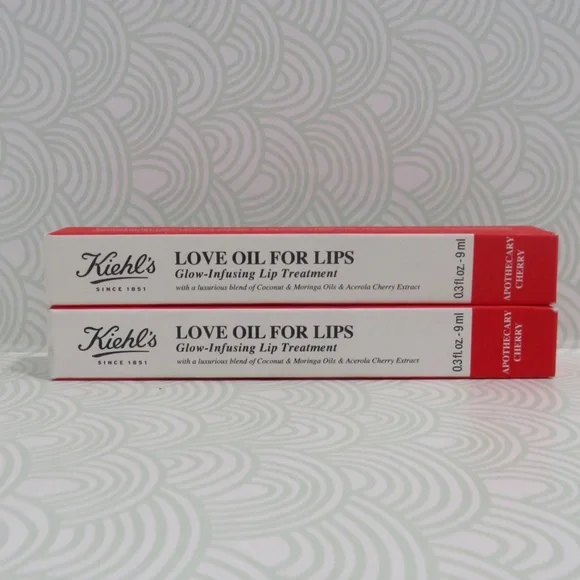 Kiehl's
SINCE 1851
LOVE OIL FOR LIPS
Glow-Infusing Lip Treatment
with a luxurious blend of Coconut & Moringa Oils & Acerola Cherry Extract
0.3 fl.oz. - 9 ml
APOTHECARY
CHERRY
Kiehl's
SINCE 1851
LOVE OIL FOR LIPS
Glow-Infusing Lip Treatment
with a luxurious blend of Coconut & Moringa Oils & Acerola Cherry Extract
0.3 fl.oz. - 9 ml
APOTHECARY
CHERRY